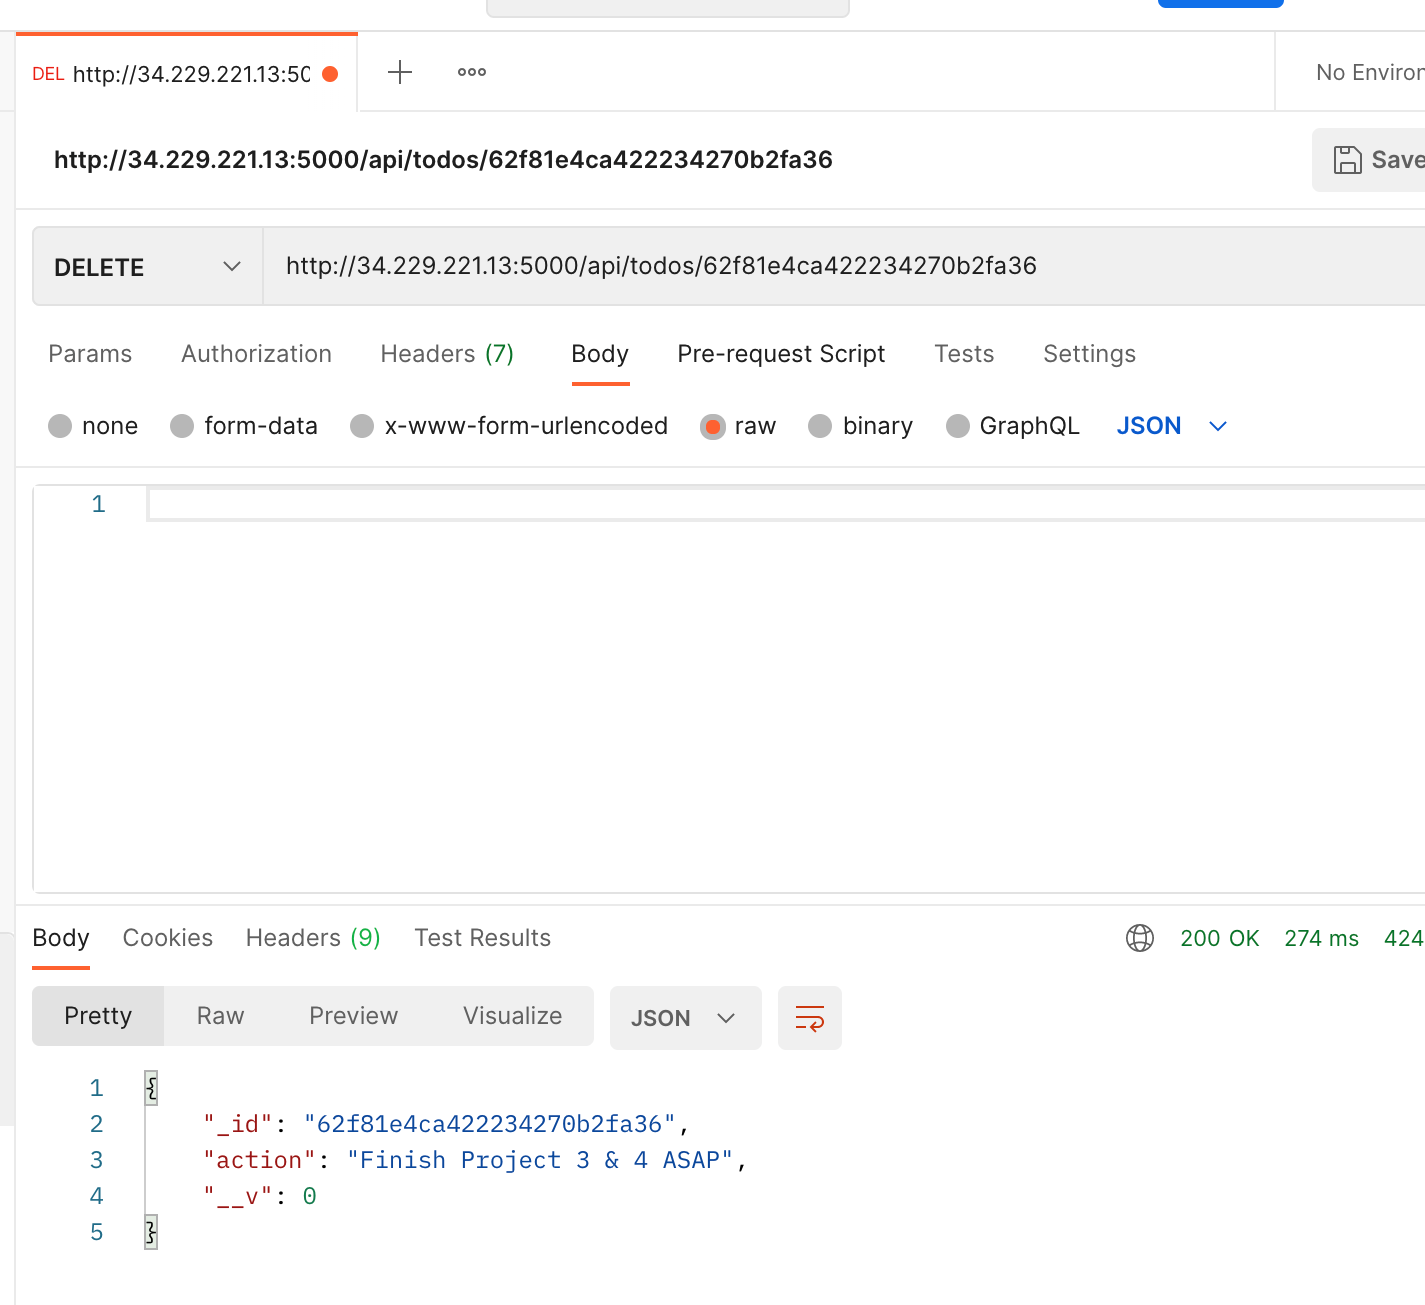 DEL http://34.229.221.13:50
No Environ
http://34.229.221.13:5000/api/todos/62f81e4ca422234270b2fa36
Save
DELETE http://34.229.221.13:5000/api/todos/62f81e4ca422234270b2fa36
Params Authorization Headers (7) Body Pre-request Script Tests Settings
none form-data x-www-form-urlencoded raw binary GraphQL JSON
1
Body Cookies Headers (9) Test Results 200 OK 274 ms 424
Pretty Raw Preview Visualize JSON
1 {
2 "_id": "62f81e4ca422234270b2fa36",
3 "action": "Finish Project 3 & 4 ASAP",
4 "__v": 0
5 }